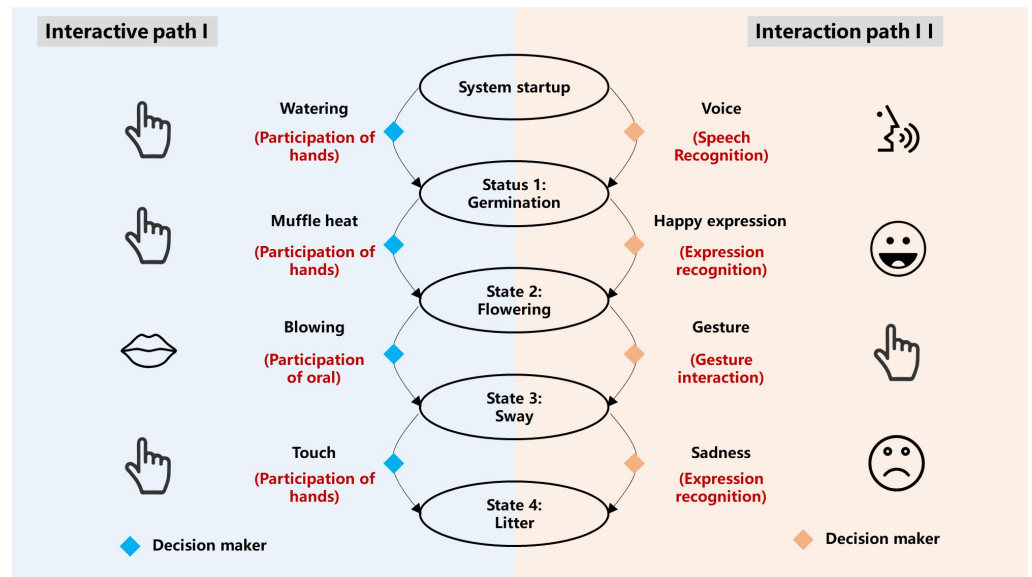 Interactive path I
Interaction path I I
System startup
Watering
(Participation of
hands)
Voice
(Speech
Recognition)
Status 1:
Germination
Muffle heat
(Participation of
hands)
Happy expression
(Expression
recognition)
State 2:
Flowering
Blowing
(Participation
of oral)
Gesture
(Gesture
interaction)
State 3:
Sway
Touch
(Participation of
hands)
Sadness
(Expression
recognition)
State 4:
Litter
Decision maker
Decision maker